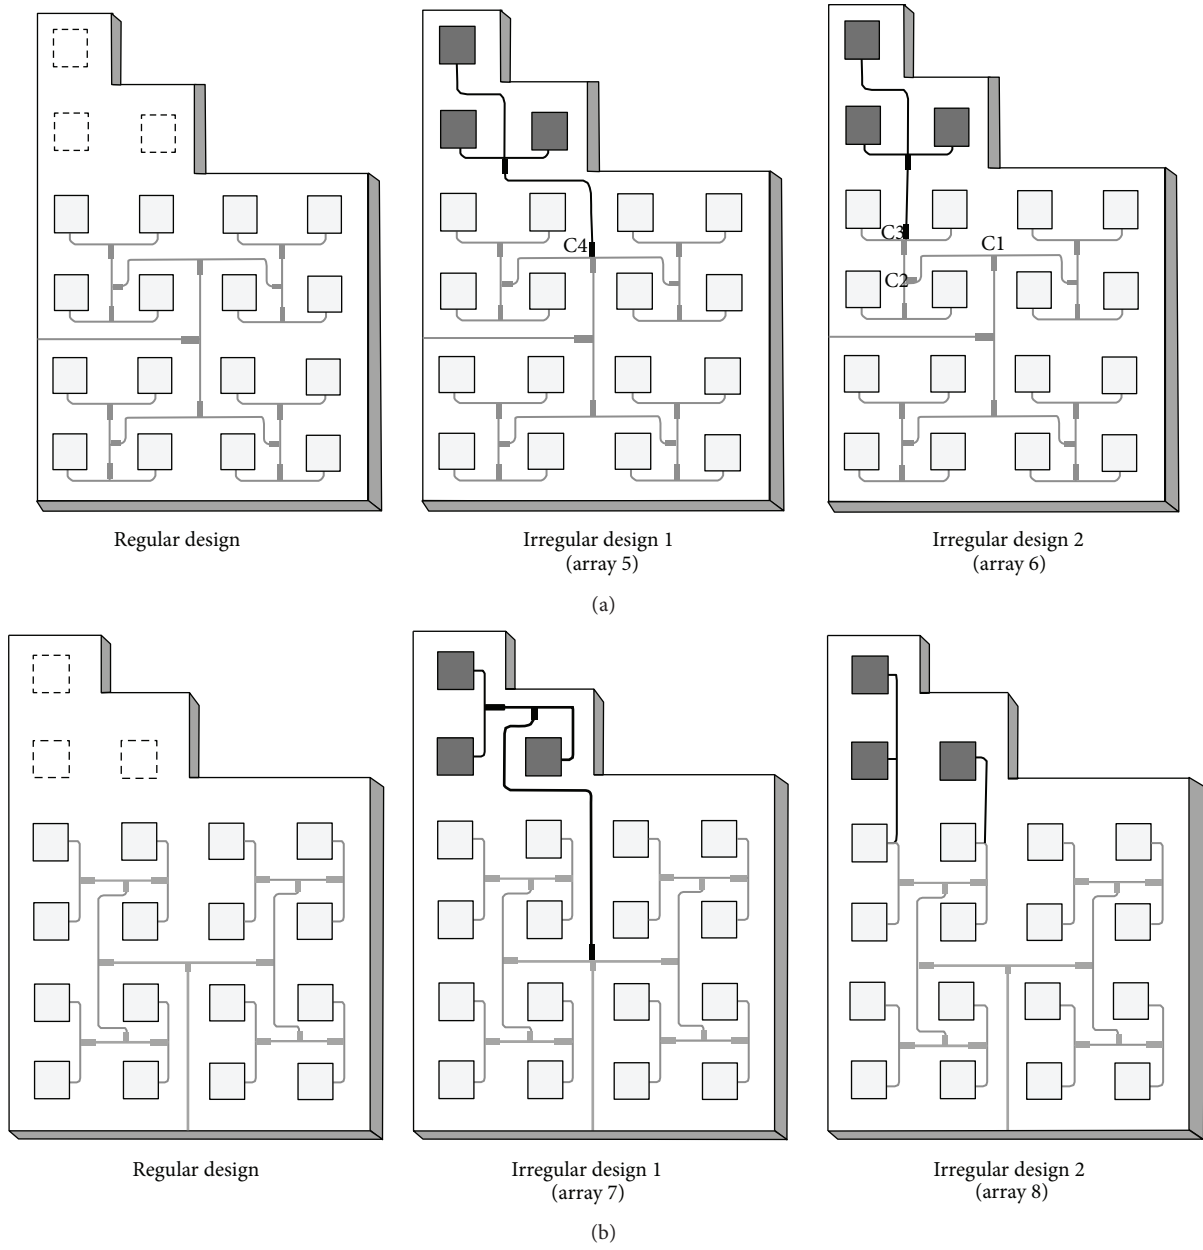 C4
C3
C1
C2
Regular design
Irregular design 1
(array 5)
Irregular design 2
(array 6)
(a)
Regular design
Irregular design 1
(array 7)
Irregular design 2
(array 8)
(b)